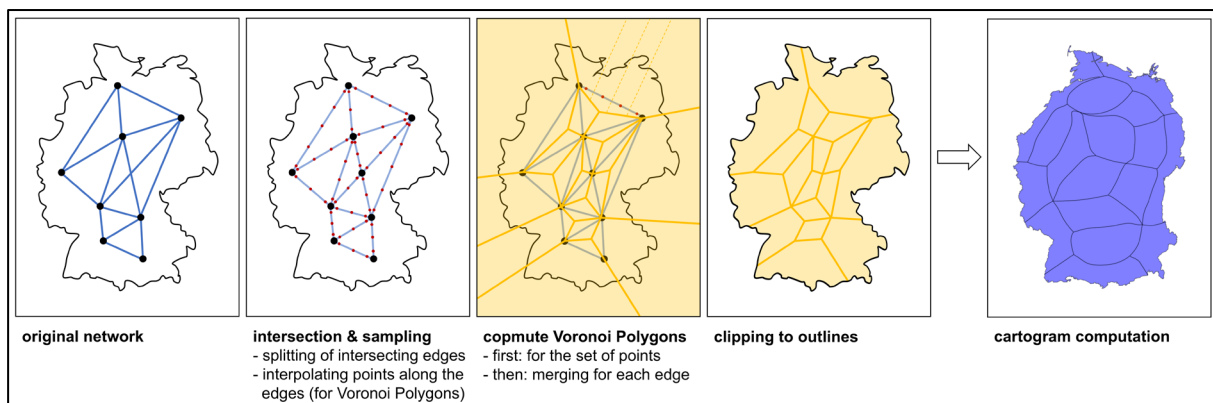 original network
intersection & sampling
- splitting of intersecting edges
- interpolating points along the
edges (for Voronoi Polygons)
copmute Voronoi Polygons
- first: for the set of points
- then: merging for each edge
clipping to outlines
cartogram computation